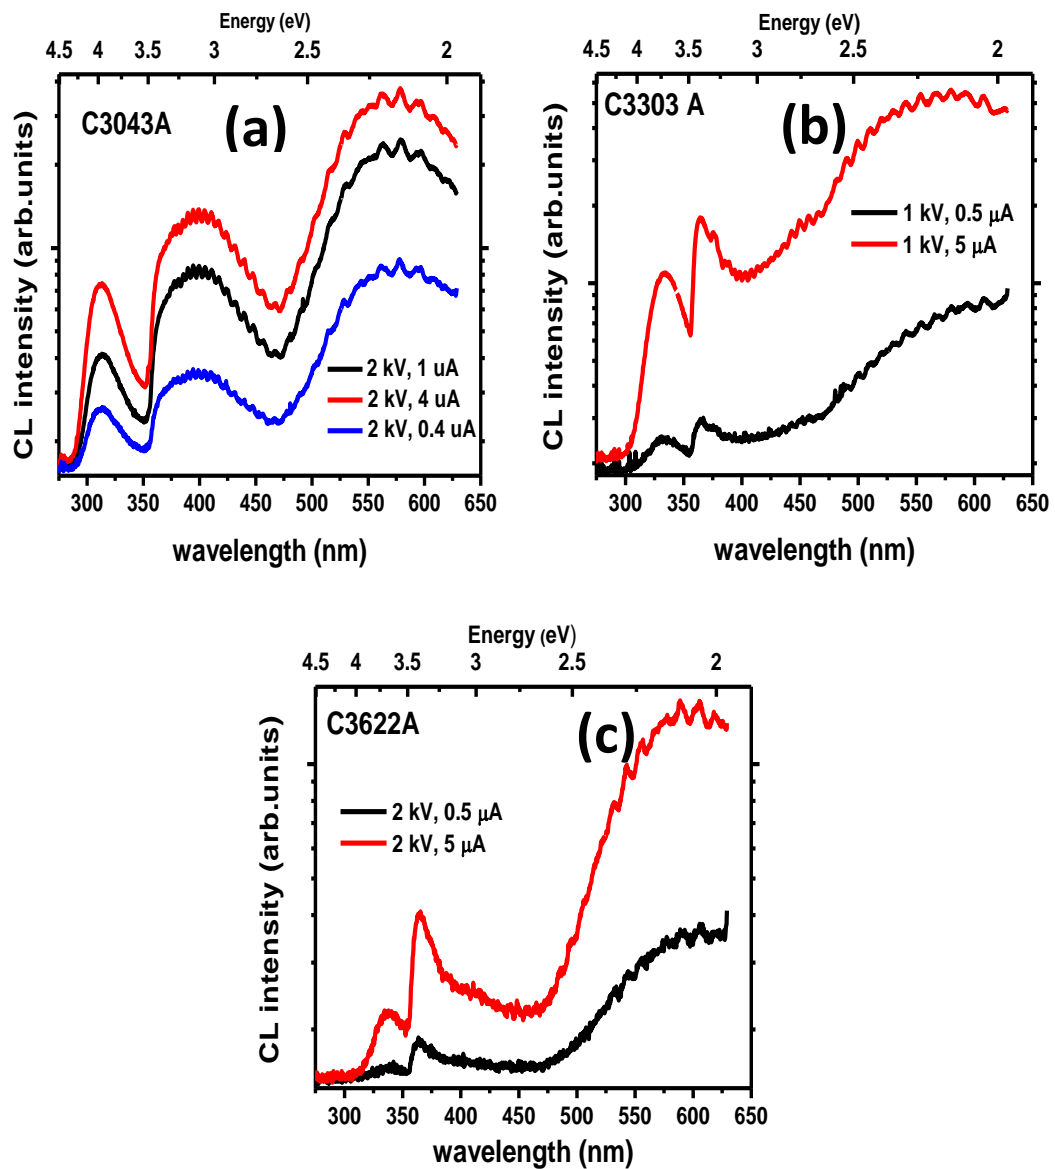 Energy (eV)
4.5 4 3.5 3 2.5 2
C3043A
(a)
CL intensity (arb.units)
2 kV, 1 uA
2 kV, 4 uA
2 kV, 0.4 uA
300 350 400 450 500 550 600 650
wavelength (nm)
Energy (eV)
4.5 4 3.5 3 2.5 2
C3303 A
(b)
CL intensity (arb.units)
1 kV, 0.5 μA
1 kV, 5 μA
300 350 400 450 500 550 600 650
wavelength (nm)
Energy (eV)
4.5 4 3.5 3 2.5 2
C3622A
(c)
CL intensity (arb.units)
2 kV, 0.5 μA
2 kV, 5 μA
300 350 400 450 500 550 600 650
wavelength (nm)